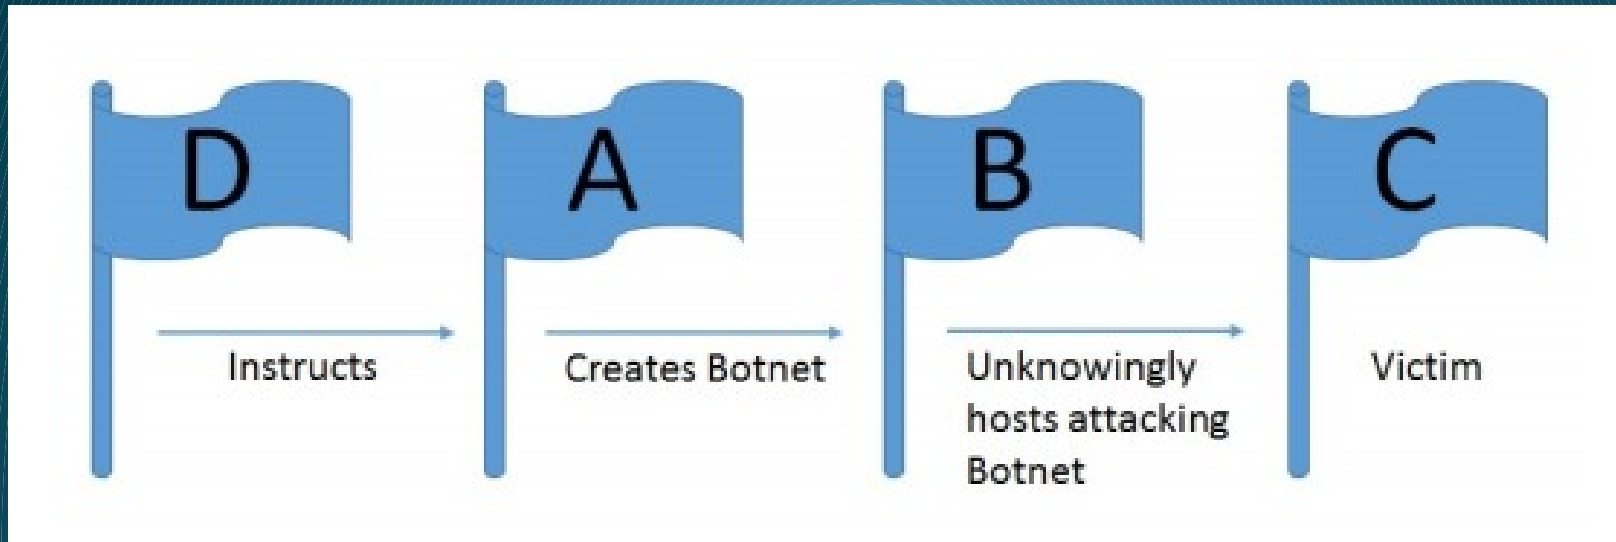 D
A
B
C
Instructs
Creates Botnet
Unknowingly
hosts attacking
Botnet
Victim